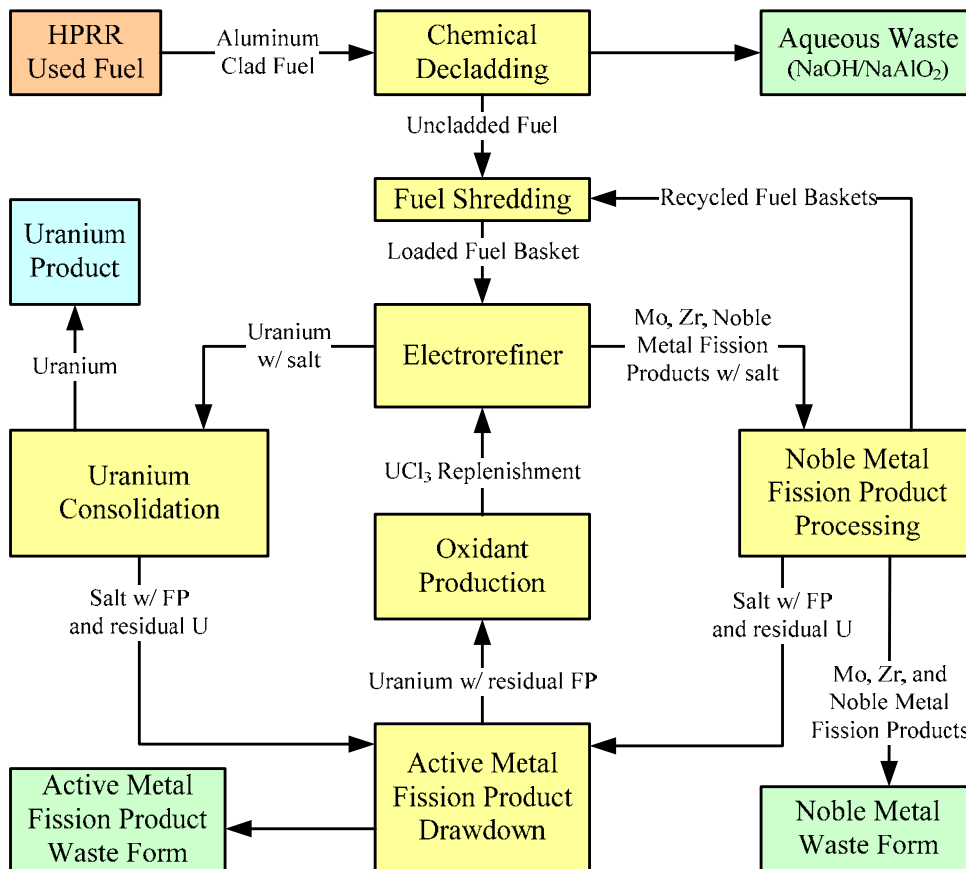 HPRR
Used Fuel
Aluminum
Clad Fuel
Chemical
Decladding
Aqueous Waste
(NaOH/NaAlO₂)
Uncladded Fuel
Fuel Shredding
Recycled Fuel Baskets
Uranium
Product
Loaded Fuel Basket
Uranium
w/ salt
Electrorefiner
Mo, Zr, Noble
Metal Fission
Products w/ salt
Uranium
Uranium
Consolidation
UCl₃ Replenishment
Noble Metal
Fission Product
Processing
Oxidant
Production
Salt w/ FP
and residual U
Salt w/ FP
and residual U
Uranium w/ residual FP
Mo, Zr, and
Noble Metal
Fission Products
Active Metal
Fission Product
Waste Form
Active Metal
Fission Product
Drawdown
Noble Metal
Waste Form